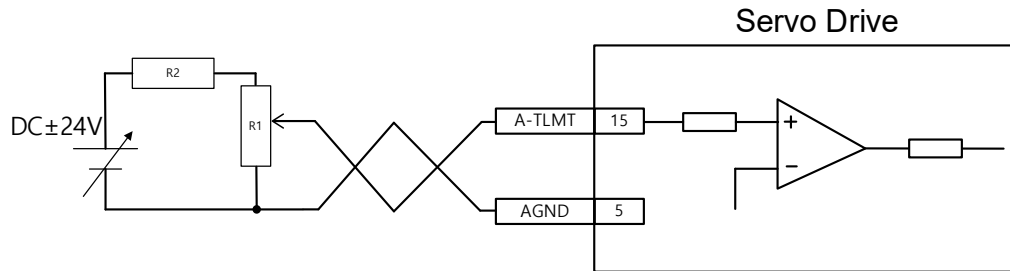 Servo Drive
R2
DC±24V
R1
A-TLMT 15
+
−
AGND 5